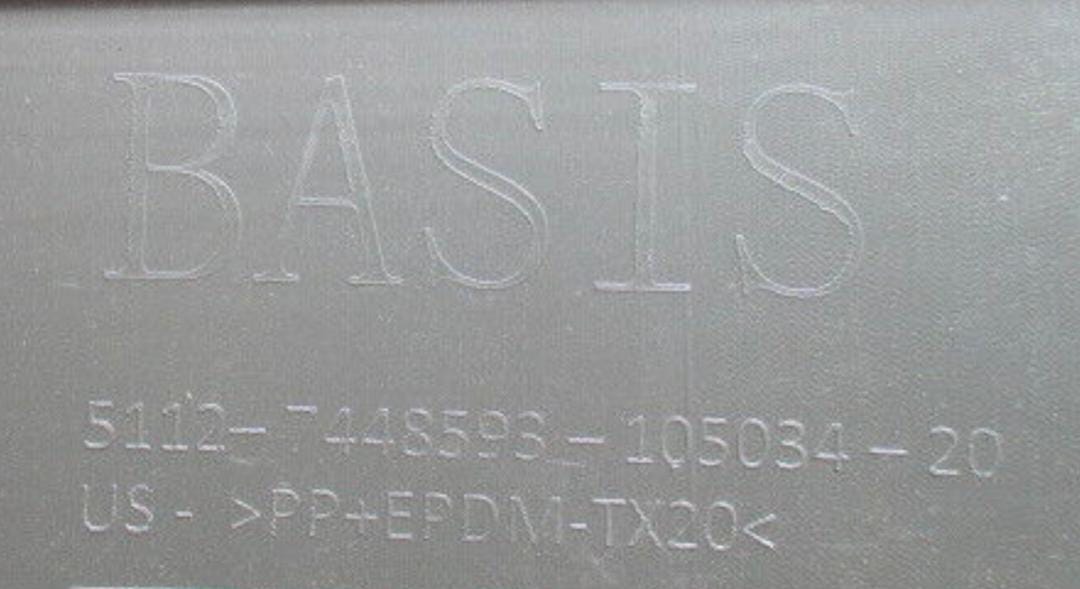 BASIS
5112- 7448593 - 105034 - 20
US - >PP+EPDM-TX20<